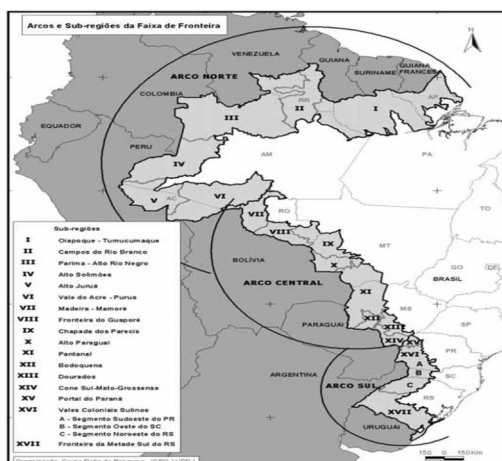 Arcos e Sub-regiões da Faixa de Fronteira
N
VENEZUELA
GUIANA
SURINAME
GUIANA
FRANCESA
ARCO NORTE
COLOMBIA
RR
AP
I
II
III
EQUADOR
PERU
IV
AM
PA
V
AC
VI
VII
RO
VIII
TO
MT
IX
X
BOLÍVIA
GO
DF
BRASIL
ARCO CENTRAL
XI
MS
XII
XIII
SP
PARAGUAI
XIV
XV
XVI
PR
A
B
SC
C
ARGENTINA
ARCO SUL
RS
XVII
URUGUAI
150 0 150 Km
Sub-regiões
I Oiapoque - Tumucumaque
II Campos do Rio Branco
III Parima - Alto Rio Negro
IV Alto Solimões
V Alto Juruá
VI Vale do Acre - Purus
VII Madeira - Mamoré
VIII Fronteira do Guaporé
IX Chapada dos Parecis
X Alto Paraguai
XI Pantanal
XII Bodoquena
XIII Dourados
XIV Cone Sul-Mato-Grossense
XV Portal do Paraná
XVI Vales Coloniais Sulinos
A - Segmento Sudoeste do PR
B - Segmento Oeste do SC
C - Segmento Noroeste do RS
XVII Fronteira da Metade Sul do RS